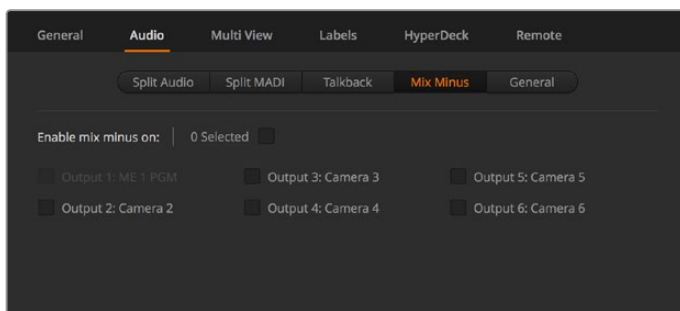 General Audio Multi View Labels HyperDeck Remote
Split Audio Split MADI Talkback Mix Minus General
Enable mix minus on: 0 Selected
Output 1: ME 1 PGM Output 3: Camera 3 Output 5: Camera 5
Output 2: Camera 2 Output 4: Camera 4 Output 6: Camera 6